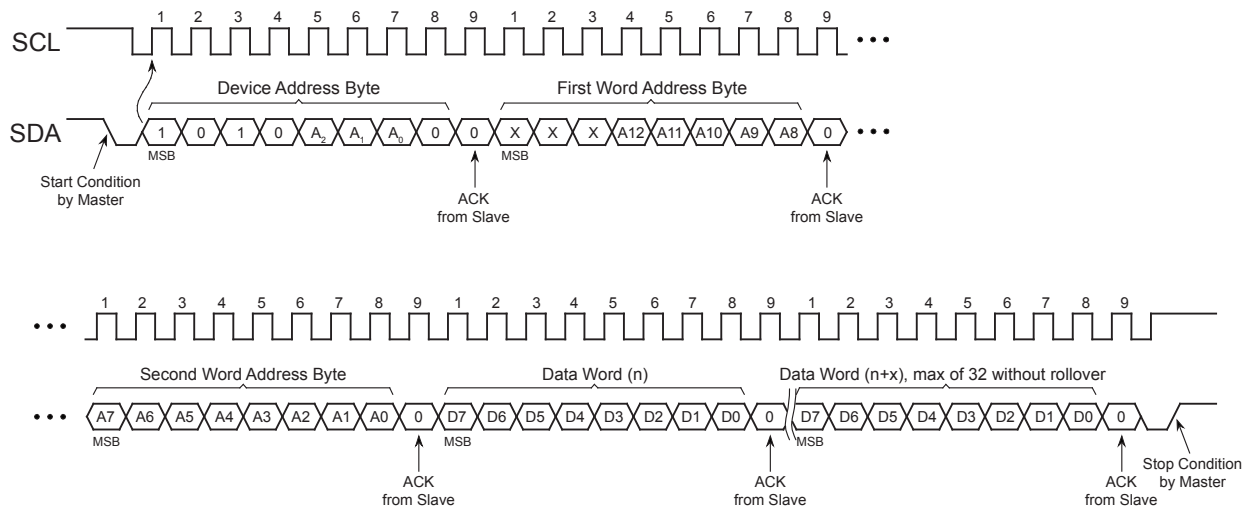 1 2 3 4 5 6 7 8 9 1 2 3 4 5 6 7 8 9
SCL
Device Address Byte First Word Address Byte
SDA 1 0 1 0 A2 A1 A0 0 0 X X X A12 A11 A10 A9 A8 0
MSB MSB
Start Condition
by Master
ACK
from Slave
ACK
from Slave
1 2 3 4 5 6 7 8 9 1 2 3 4 5 6 7 8 9 1 2 3 4 5 6 7 8 9
Second Word Address Byte Data Word (n) Data Word (n+x), max of 32 without rollover
A7 A6 A5 A4 A3 A2 A1 A0 0 D7 D6 D5 D4 D3 D2 D1 D0 0 D7 D6 D5 D4 D3 D2 D1 D0 0
MSB MSB MSB
ACK
from Slave
ACK
from Slave
ACK
from Slave
Stop Condition
by Master